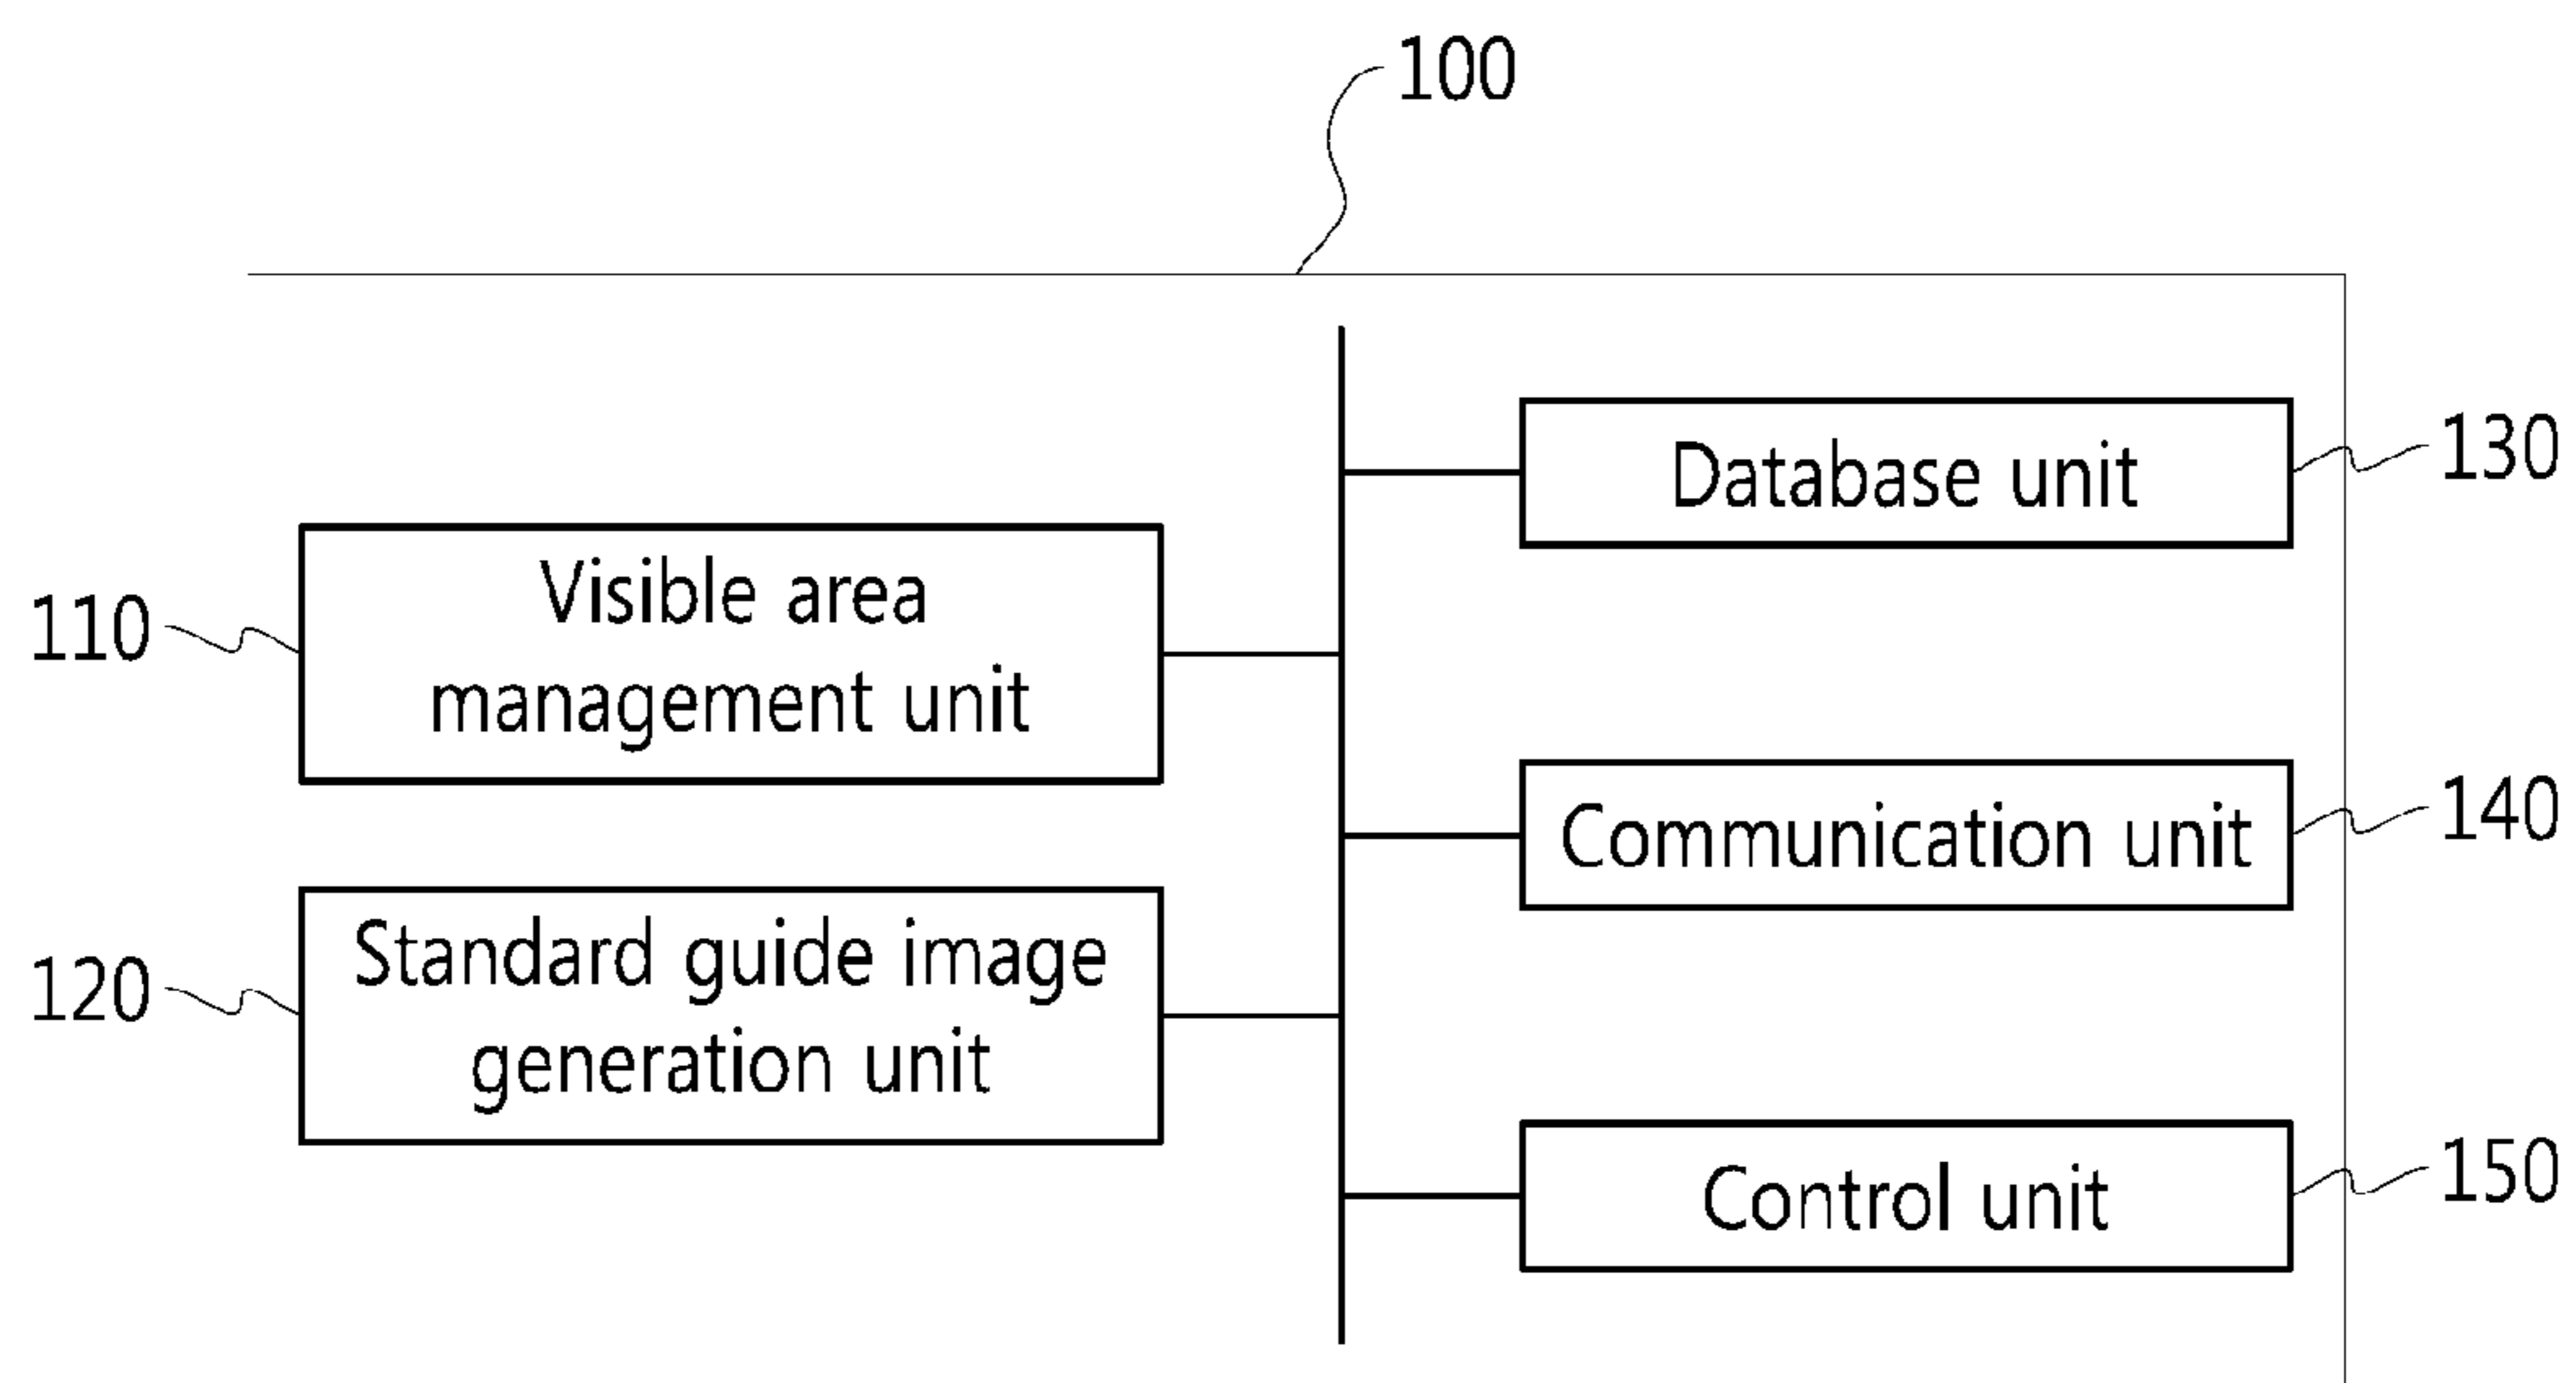 100
130
Database unit
110
Visible area
management unit
140
Communication unit
120
Standard guide image
generation unit
150
Control unit